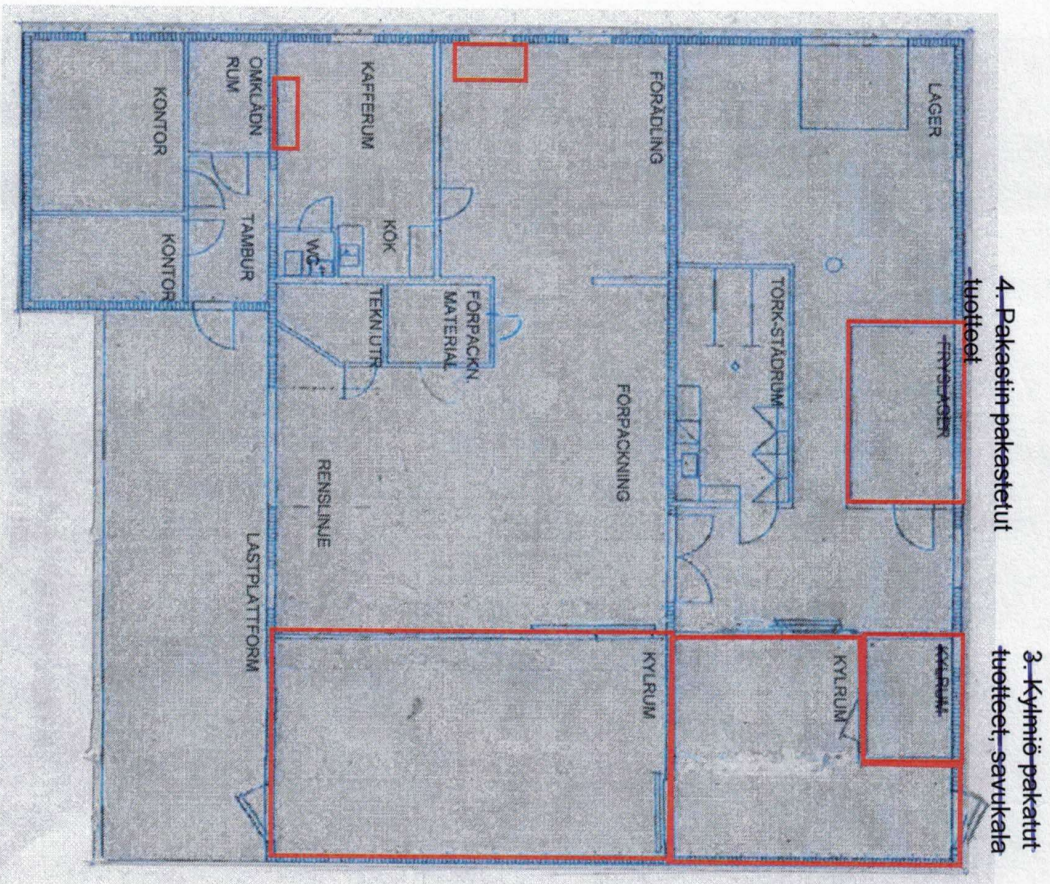 4. Pakastin pakastetut
tuotteet
3. Kylmiö pakatut
tuotteet, savukala
LAGER
FRYSLAGER
KYLRUM
KYLRUM
TORK-STÄDRUM
FÖRÄDLING
KYLRUM
FÖRPACKNING
FÖRPACKN
MATERIAL
KAFFERUM
KÖK
TEKN UTR
RENSLINJE
WC
OMKLÄDN
RUM
TAMBUR
LASTPLATTFORM
KONTOR
KONTOR